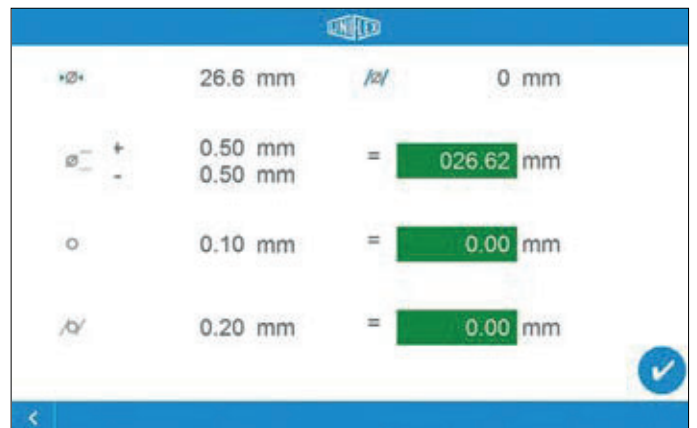 UNIFLEX
26.6 mm /Ø/ 0 mm
Ø + 0.50 mm = 026.62 mm
- 0.50 mm
0.10 mm = 0.00 mm
0.20 mm = 0.00 mm